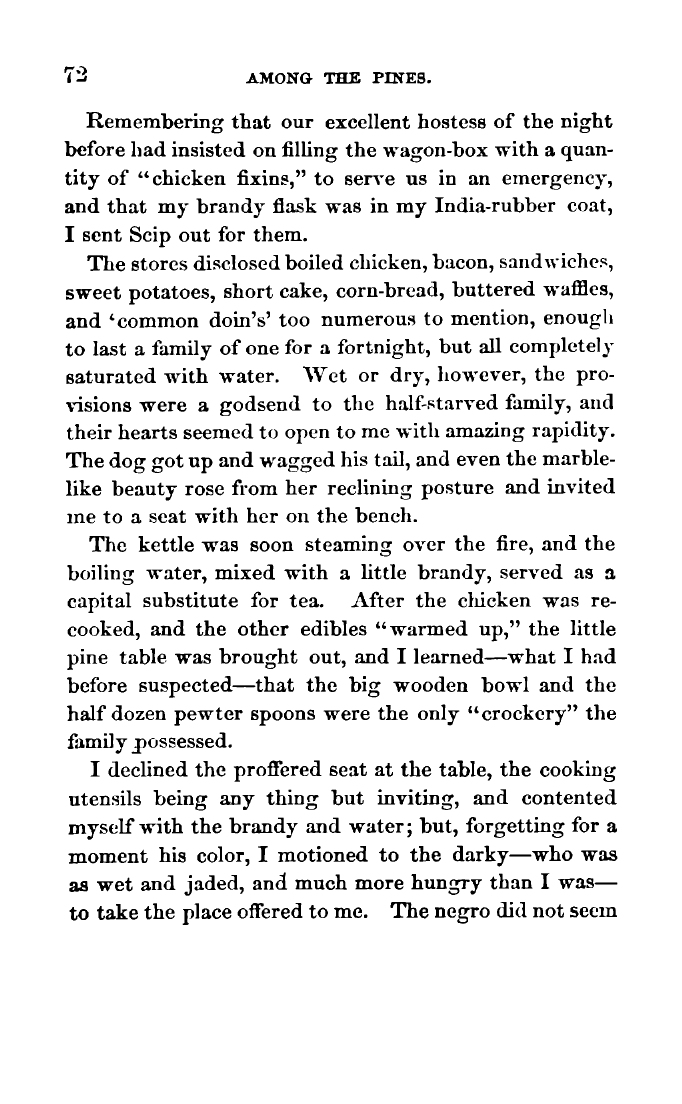 72 AMONG THE PINES.
Remembering that our excellent hostess of the night
before had insisted on filling the wagon-box with a quan-
tity of “chicken fixins,” to serve us in an emergency,
and that my brandy flask was in my India-rubber coat,
I sent Scip out for them.
The stores disclosed boiled chicken, bacon, sandwiches,
sweet potatoes, short cake, corn-bread, buttered waffles,
and ‘common doin’s’ too numerous to mention, enough
to last a family of one for a fortnight, but all completely
saturated with water. Wet or dry, however, the pro-
visions were a godsend to the half-starved family, and
their hearts seemed to open to me with amazing rapidity.
The dog got up and wagged his tail, and even the marble-
like beauty rose from her reclining posture and invited
me to a seat with her on the bench.
The kettle was soon steaming over the fire, and the
boiling water, mixed with a little brandy, served as a
capital substitute for tea. After the chicken was re-
cooked, and the other edibles “warmed up,” the little
pine table was brought out, and I learned—what I had
before suspected—that the big wooden bowl and the
half dozen pewter spoons were the only “crockery” the
family possessed.
I declined the proffered seat at the table, the cooking
utensils being any thing but inviting, and contented
myself with the brandy and water; but, forgetting for a
moment his color, I motioned to the darky—who was
as wet and jaded, and much more hungry than I was—
to take the place offered to me. The negro did not seem